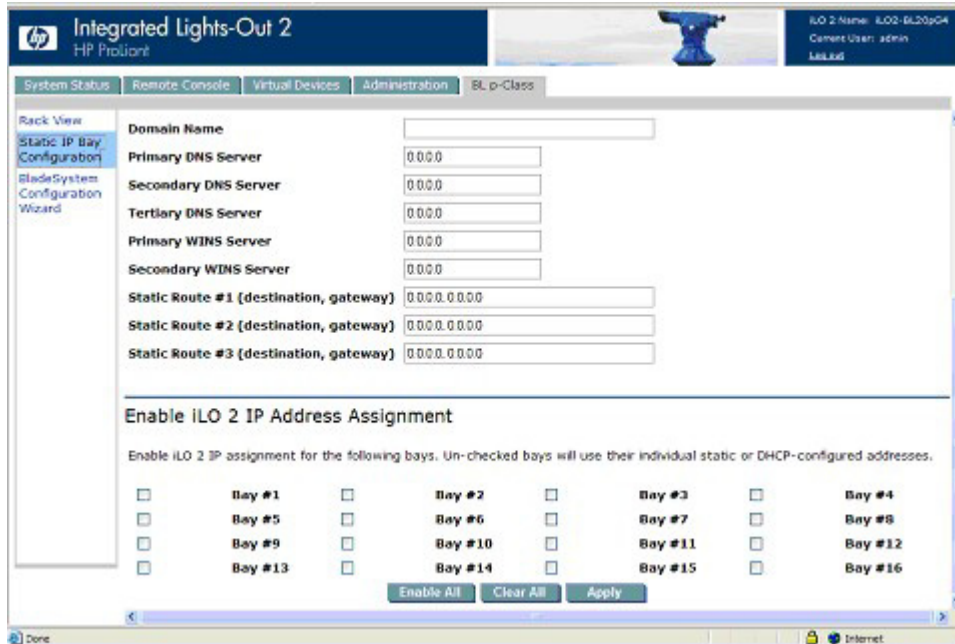 hp
Integrated Lights-Out 2
HP ProLiant
iLO 2 Name: iLO2-BL20pG4
Current User: admin
Log out
System Status
Remote Console
Virtual Devices
Administration
BL p-Class
Rack View
Static IP Bay
Configuration
BladeSystem
Configuration
Wizard
Domain Name
Primary DNS Server 0.0.0.0
Secondary DNS Server 0.0.0.0
Tertiary DNS Server 0.0.0.0
Primary WINS Server 0.0.0.0
Secondary WINS Server 0.0.0.0
Static Route #1 (destination, gateway) 0.0.0.0. 0.0.0.0
Static Route #2 (destination, gateway) 0.0.0.0. 0.0.0.0
Static Route #3 (destination, gateway) 0.0.0.0. 0.0.0.0
Enable iLO 2 IP Address Assignment
Enable iLO 2 IP assignment for the following bays. Un-checked bays will use their individual static or DHCP-configured addresses.
Bay #1 Bay #2 Bay #3 Bay #4
Bay #5 Bay #6 Bay #7 Bay #8
Bay #9 Bay #10 Bay #11 Bay #12
Bay #13 Bay #14 Bay #15 Bay #16
Enable All Clear All Apply
Done Internet